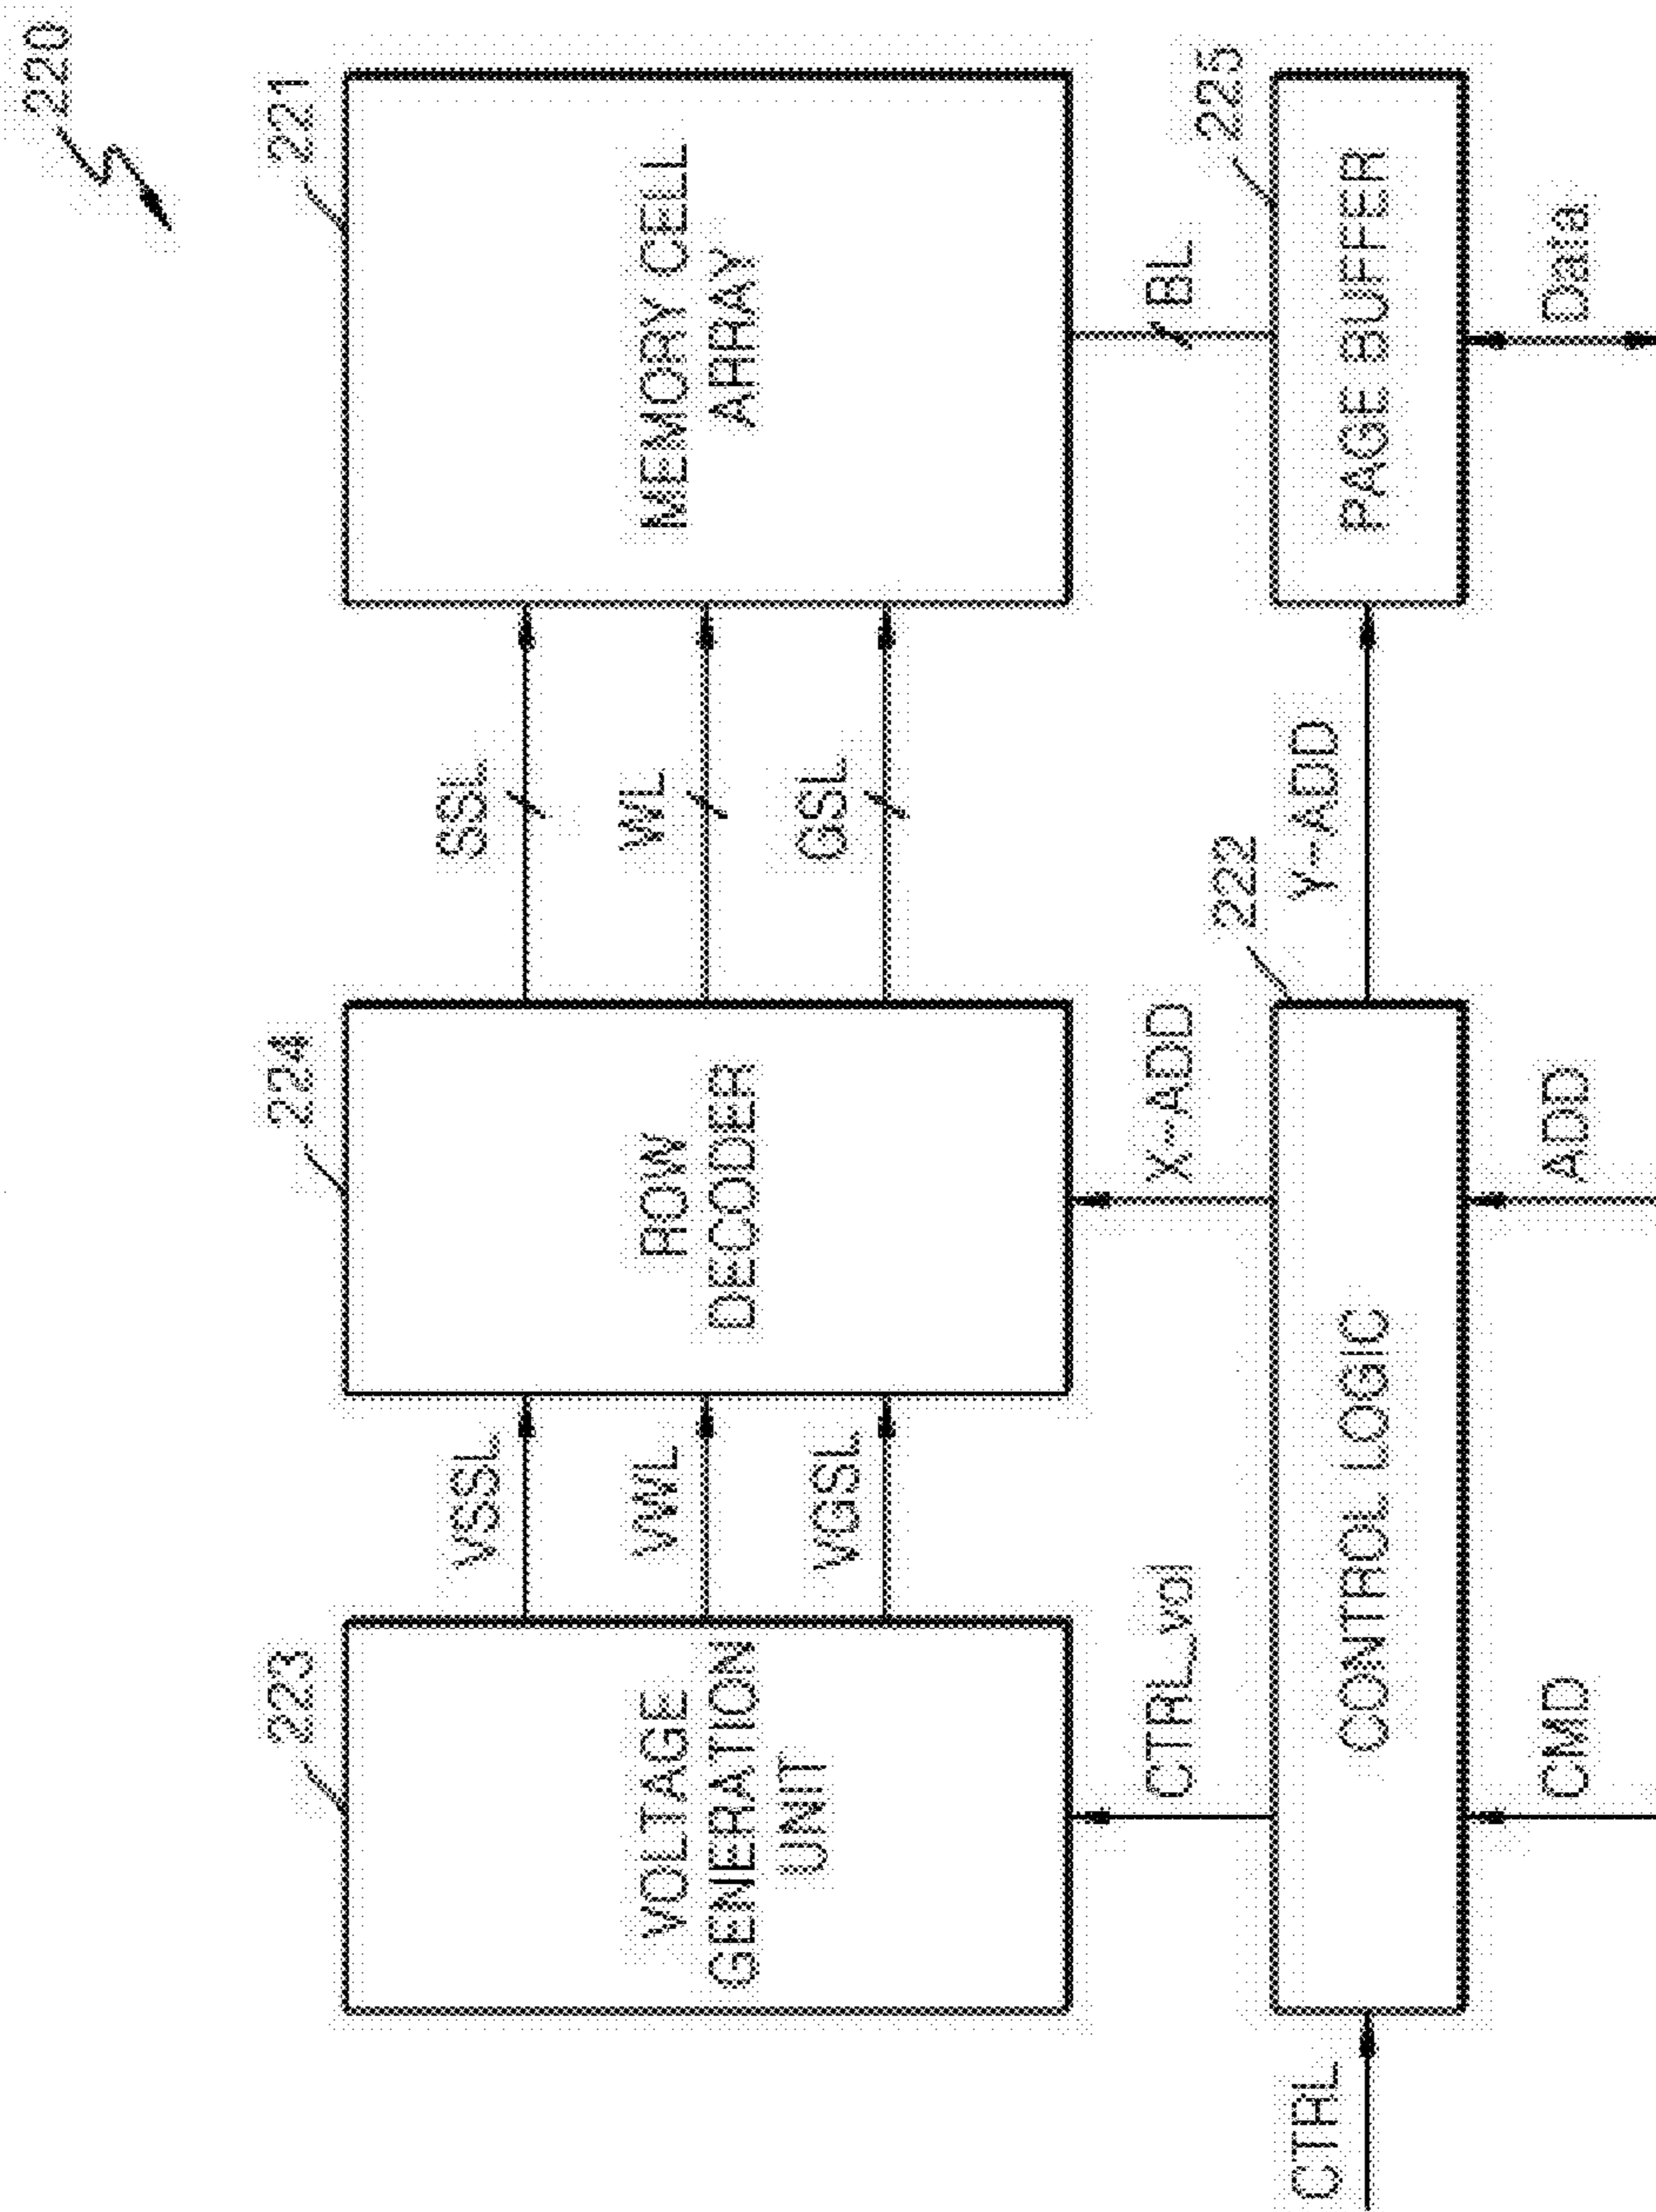 220
223
224
221
VOLTAGE
GENERATION
UNIT
VSSL
VWL
VGSL
ROW
DECODER
SSL
WL
GSL
MEMORY CELL
ARRAY
CTRL_vol
X-ADD
BL
222
225
CTRL
CONTROL LOGIC
Y-ADD
PAGE BUFFER
CMD
ADD
Data